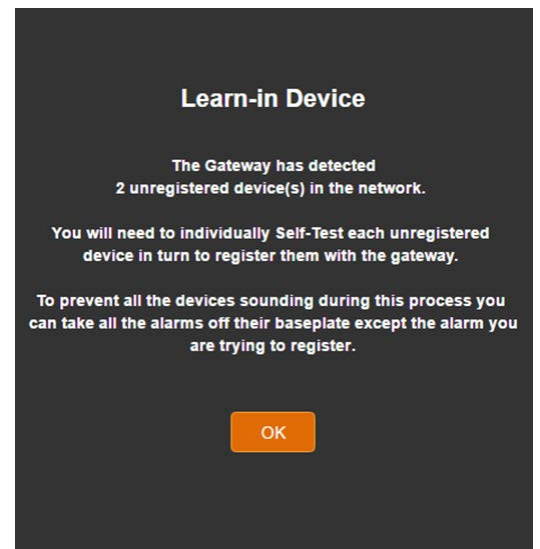 Learn-in Device
The Gateway has detected
2 unregistered device(s) in the network.
You will need to individually Self-Test each unregistered
device in turn to register them with the gateway.
To prevent all the devices sounding during this process you
can take all the alarms off their baseplate except the alarm you
are trying to register.
OK